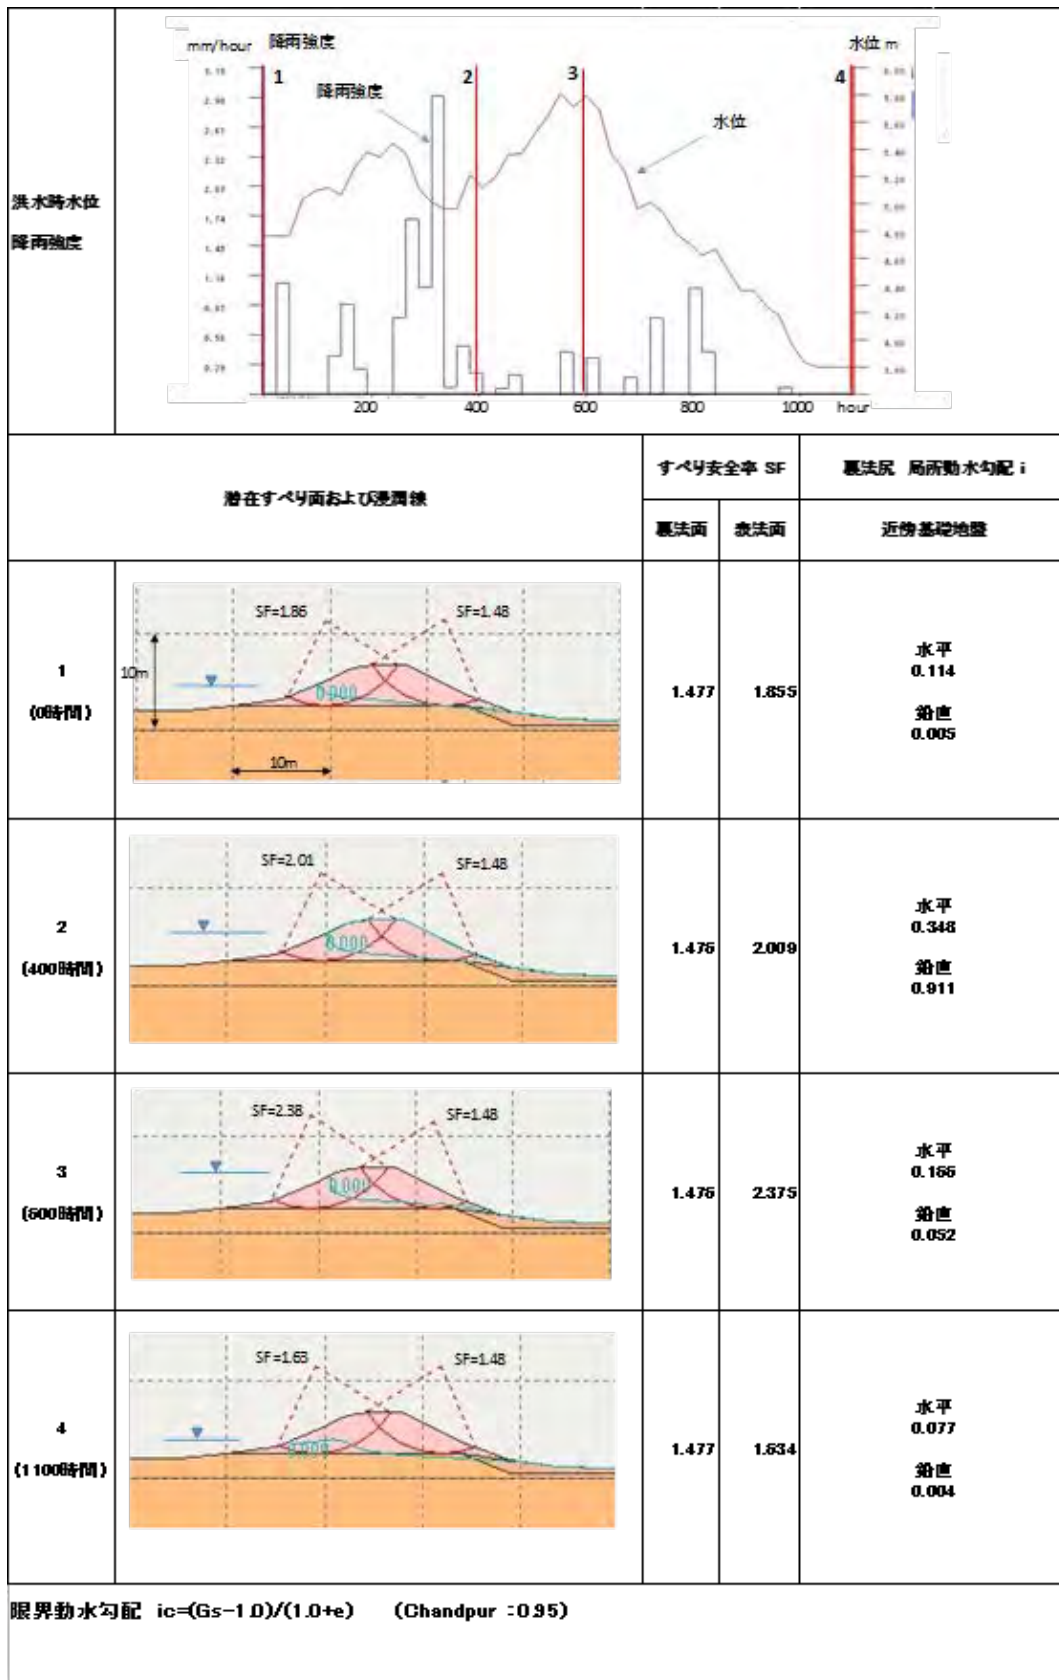 mm/hour 降雨強度 水位 m
1 2 3 4
降雨強度
水位
洪水時水位
降雨強度
200 400 600 800 1000 hour
潜在すべり面および浸潤線
すべり安全率 SF
裏法尻 局所動水勾配 i
裏法面 表法面
近傍基礎地盤
1
(0時間)
SF=1.86 SF=1.48
10m
0.000
10m
1.477 1.855
水平
0.114
鉛直
0.005
2
(400時間)
SF=2.01 SF=1.48
0.000
1.476 2.009
水平
0.346
鉛直
0.911
3
(600時間)
SF=2.38 SF=1.48
0.000
1.476 2.375
水平
0.166
鉛直
0.052
4
(1100時間)
SF=1.63 SF=1.48
0.000
1.477 1.634
水平
0.077
鉛直
0.004
限界動水勾配 ic=(Gs-1.0)/(1.0+e) (Chandpur :0.95)